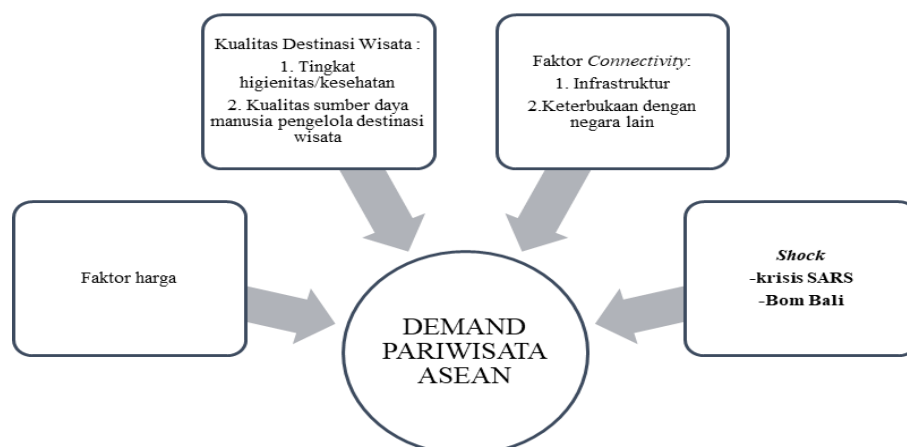 Kualitas Destinasi Wisata :
1. Tingkat
higienitas/kesehatan
2. Kualitas sumber daya
manusia pengelola destinasi
wisata
Faktor Connectivity:
1. Infrastruktur
2.Keterbukaan dengan
negara lain
Faktor harga
Shock
-krisis SARS
-Bom Bali
DEMAND
PARIWISATA
ASEAN